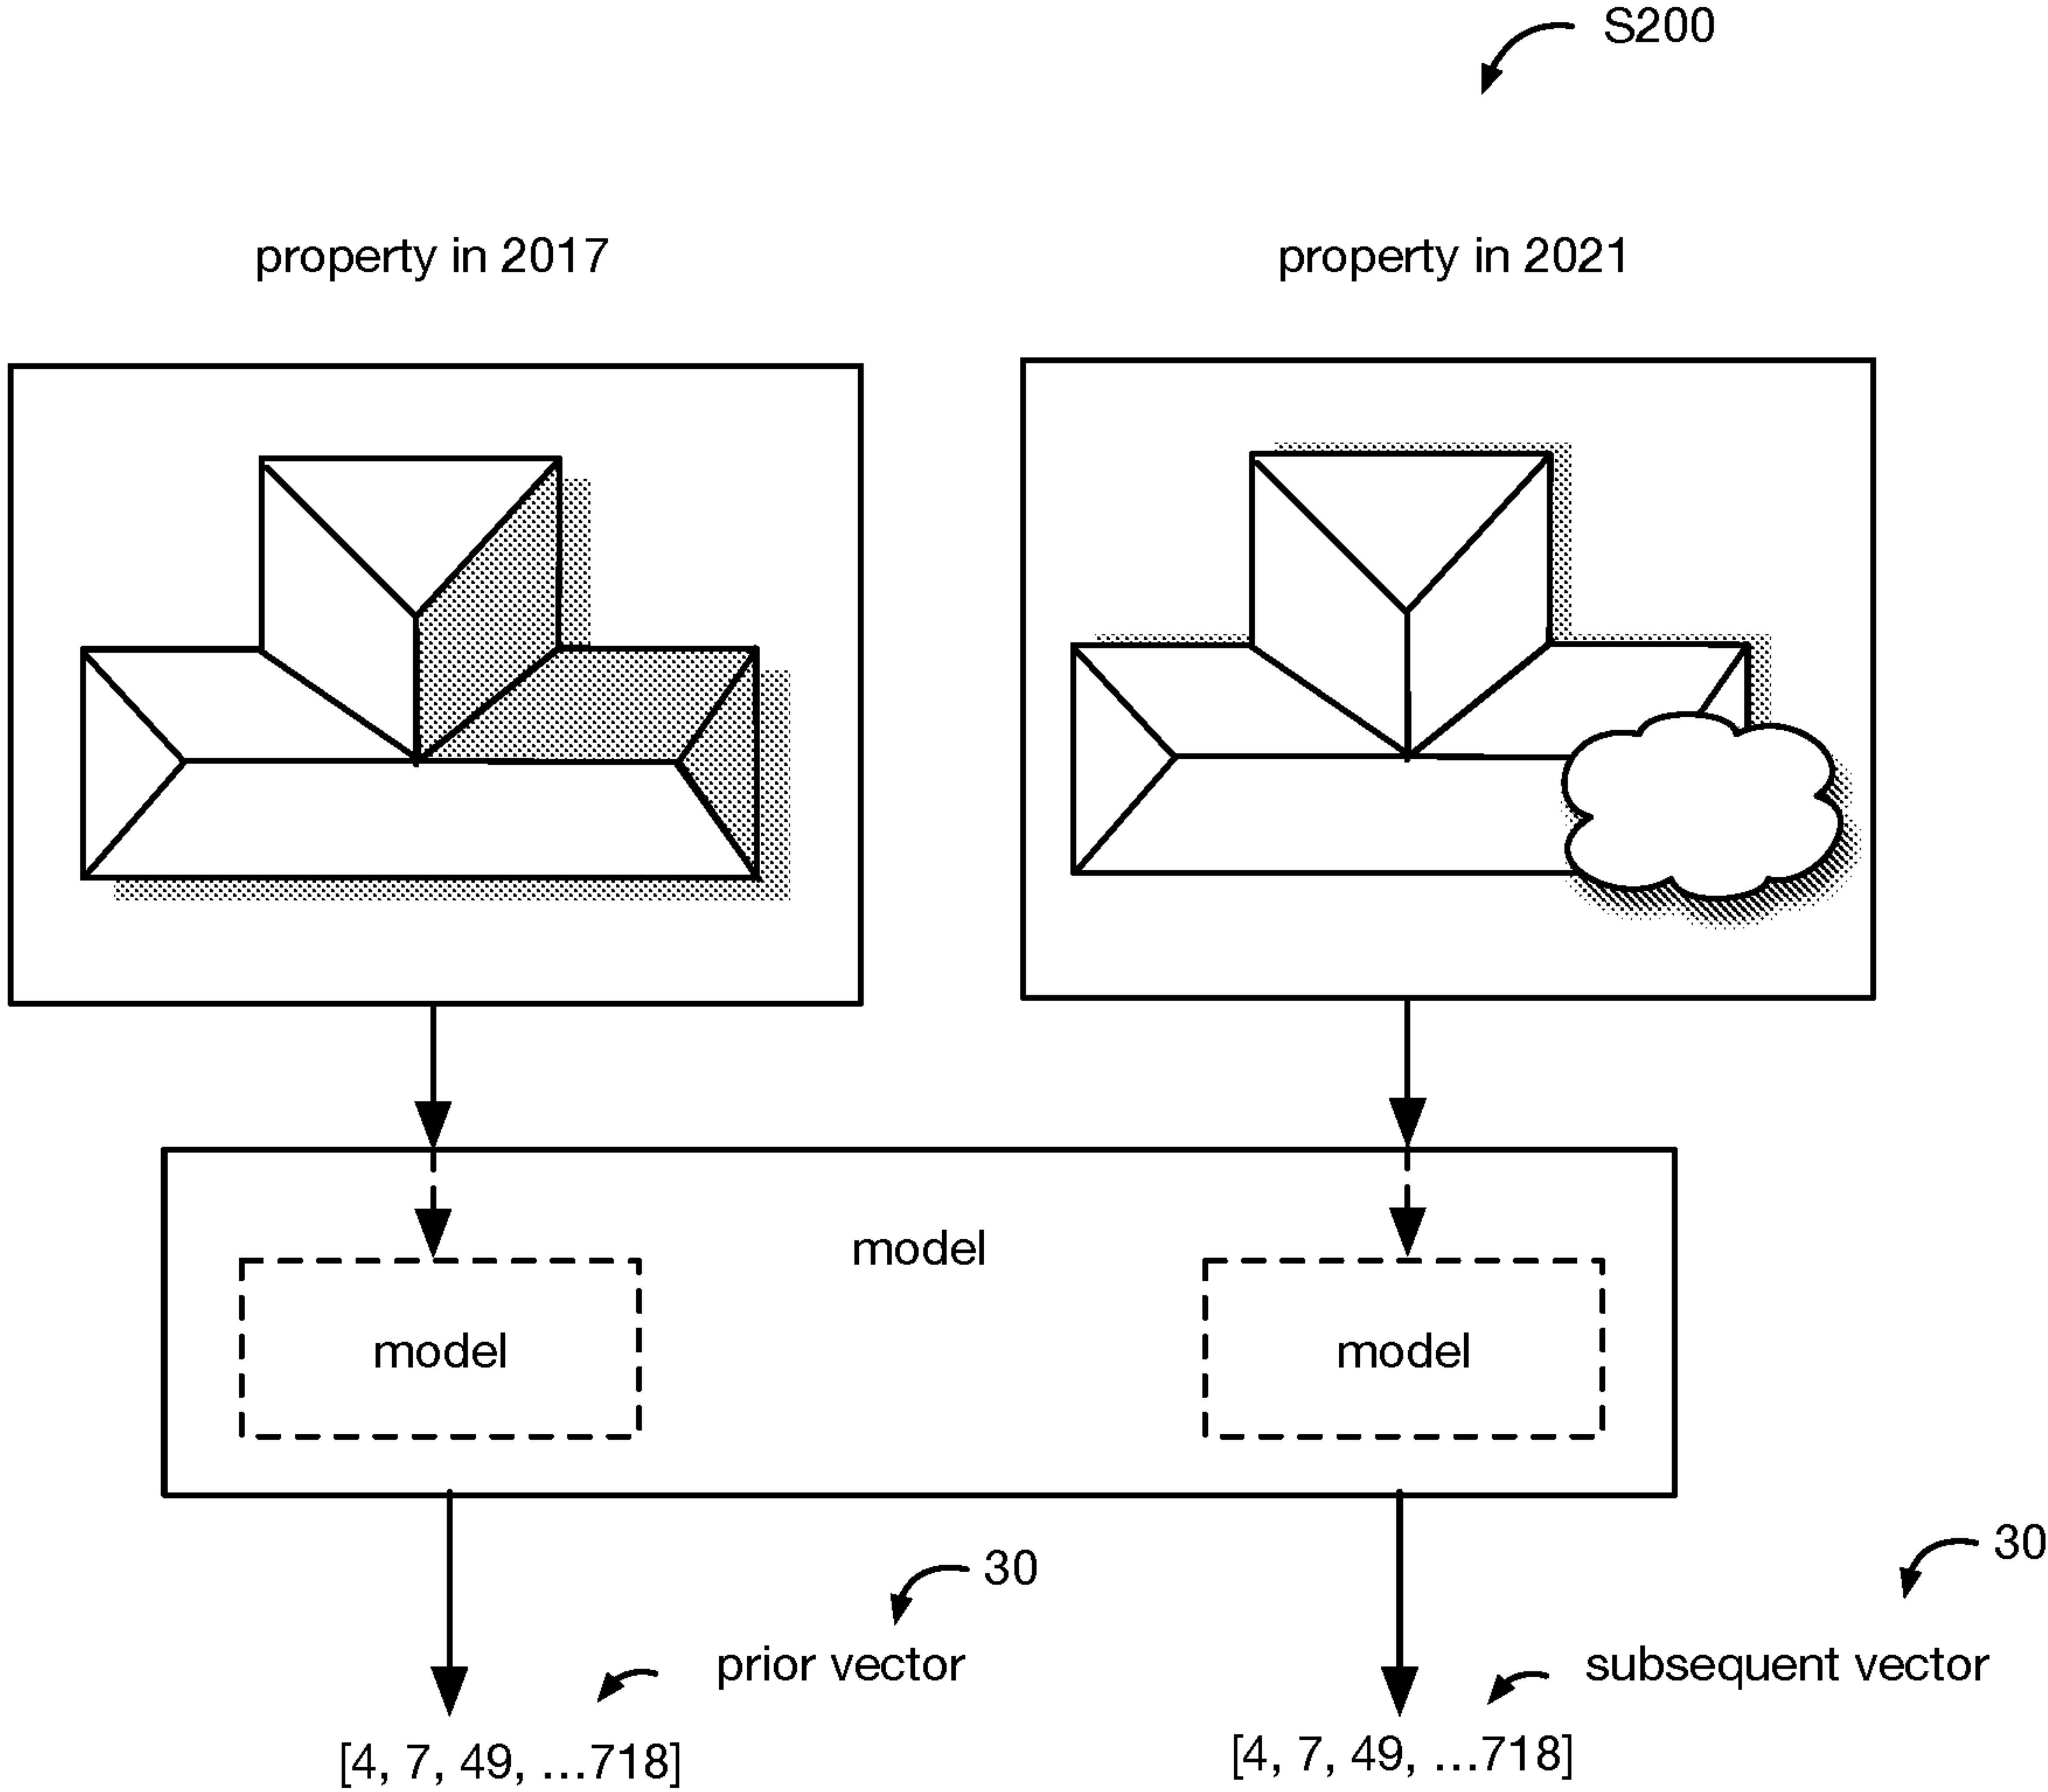 S200
property in 2017
property in 2021
model
model
model
30
30
prior vector
subsequent vector
[4, 7, 49, ...718]
[4, 7, 49, ...718]